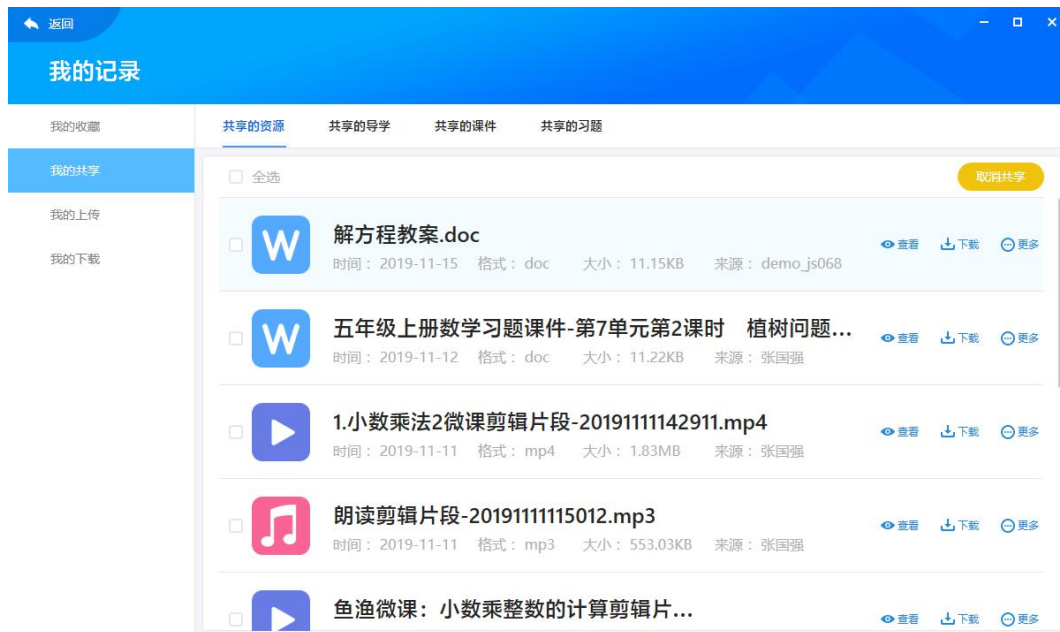 返回
我的记录
我的收藏
我的共享
我的上传
我的下载
共享的资源 共享的导学 共享的课件 共享的习题
全选 取消共享
W 解方程教案.doc
时间： 2019-11-15 格式： doc 大小： 11.15KB 来源： demo_js068
查看 下载 更多
W 五年级上册数学习题课件-第7单元第2课时 植树问题...
时间： 2019-11-12 格式： doc 大小： 11.22KB 来源： 张国强
查看 下载 更多
1.小数乘法2微课剪辑片段-20191111142911.mp4
时间： 2019-11-11 格式： mp4 大小： 1.83MB 来源： 张国强
查看 下载 更多
朗读剪辑片段-20191111115012.mp3
时间： 2019-11-11 格式： mp3 大小： 553.03KB 来源： 张国强
查看 下载 更多
鱼渔微课：小数乘整数的计算剪辑片...
查看 下载 更多